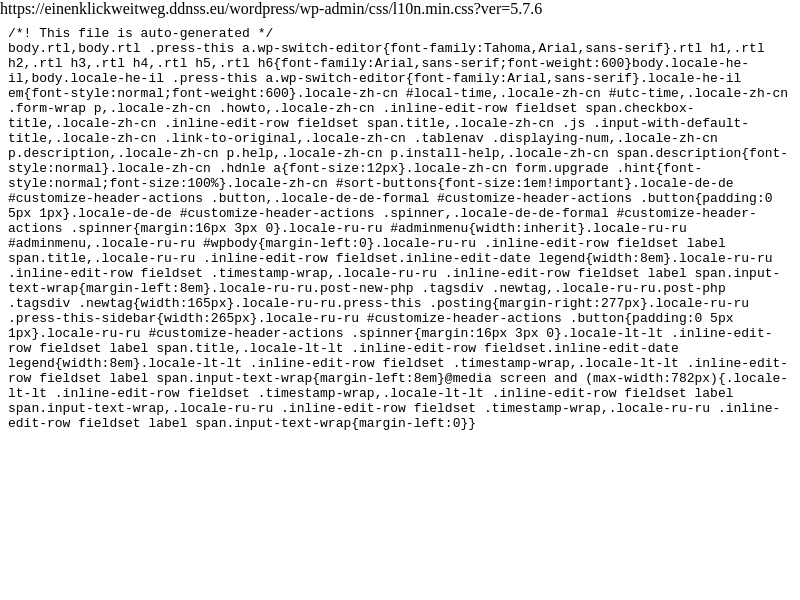 https://einenklickweitweg.ddnss.eu/wordpress/wp-admin/css/l10n.min.css?ver=5.7.6
/*! This file is auto-generated */
body.rtl,body.rtl .press-this a.wp-switch-editor{font-family:Tahoma,Arial,sans-serif}.rtl h1,.rtl
h2,.rtl h3,.rtl h4,.rtl h5,.rtl h6{font-family:Arial,sans-serif;font-weight:600}body.locale-he-
il,body.locale-he-il .press-this a.wp-switch-editor{font-family:Arial,sans-serif}.locale-he-il
em{font-style:normal;font-weight:600}.locale-zh-cn #local-time,.locale-zh-cn #utc-time,.locale-zh-cn
.form-wrap p,.locale-zh-cn .howto,.locale-zh-cn .inline-edit-row fieldset span.checkbox-
title,.locale-zh-cn .inline-edit-row fieldset span.title,.locale-zh-cn .js .input-with-default-
title,.locale-zh-cn .link-to-original,.locale-zh-cn .tablenav .displaying-num,.locale-zh-cn
p.description,.locale-zh-cn p.help,.locale-zh-cn p.install-help,.locale-zh-cn span.description{font-
style:normal}.locale-zh-cn .hdnle a{font-size:12px}.locale-zh-cn form.upgrade .hint{font-
style:normal;font-size:100%}.locale-zh-cn #sort-buttons{font-size:1em!important}.locale-de-de
#customize-header-actions .button,.locale-de-de-formal #customize-header-actions .button{padding:0
5px 1px}.locale-de-de #customize-header-actions .spinner,.locale-de-de-formal #customize-header-
actions .spinner{margin:16px 3px 0}.locale-ru-ru #adminmenu{width:inherit}.locale-ru-ru
#adminmenu,.locale-ru-ru #wpbody{margin-left:0}.locale-ru-ru .inline-edit-row fieldset label
span.title,.locale-ru-ru .inline-edit-row fieldset.inline-edit-date legend{width:8em}.locale-ru-ru
.inline-edit-row fieldset .timestamp-wrap,.locale-ru-ru .inline-edit-row fieldset label span.input-
text-wrap{margin-left:8em}.locale-ru-ru.post-new-php .tagsdiv .newtag,.locale-ru-ru.post-php
.tagsdiv .newtag{width:165px}.locale-ru-ru.press-this .posting{margin-right:277px}.locale-ru-ru
.press-this-sidebar{width:265px}.locale-ru-ru #customize-header-actions .button{padding:0 5px
1px}.locale-ru-ru #customize-header-actions .spinner{margin:16px 3px 0}.locale-lt-lt .inline-edit-
row fieldset label span.title,.locale-lt-lt .inline-edit-row fieldset.inline-edit-date
legend{width:8em}.locale-lt-lt .inline-edit-row fieldset .timestamp-wrap,.locale-lt-lt .inline-edit-
row fieldset label span.input-text-wrap{margin-left:8em}@media screen and (max-width:782px){.locale-
lt-lt .inline-edit-row fieldset .timestamp-wrap,.locale-lt-lt .inline-edit-row fieldset label
span.input-text-wrap,.locale-ru-ru .inline-edit-row fieldset .timestamp-wrap,.locale-ru-ru .inline-
edit-row fieldset label span.input-text-wrap{margin-left:0}}